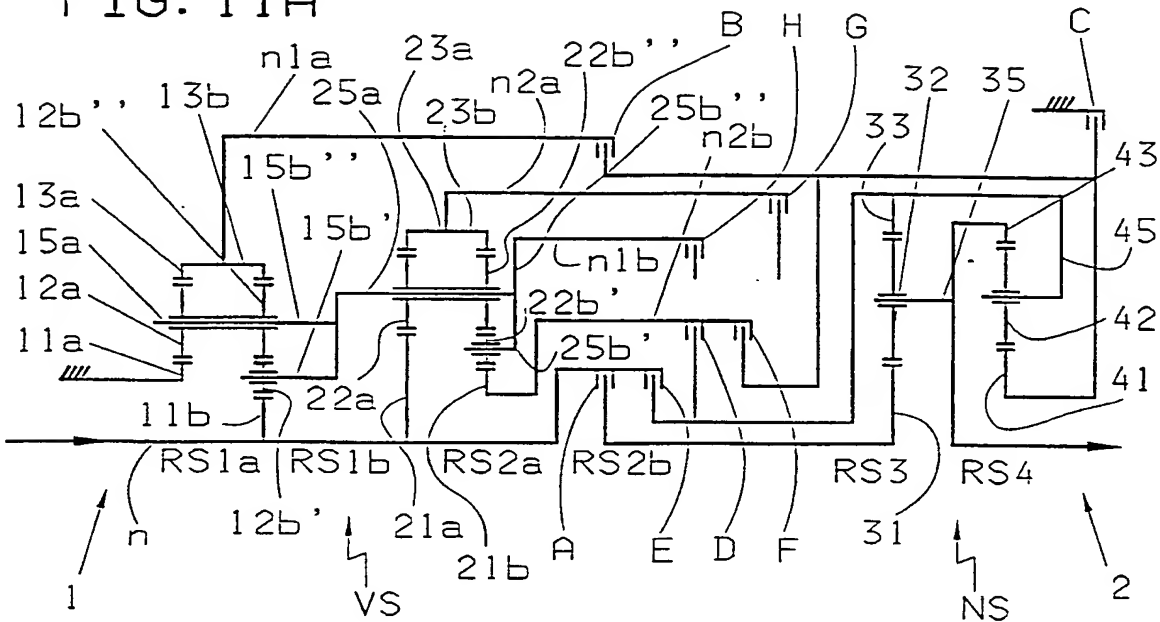 FIG. 11A
B H G C
n1a 23a 22b''
12b'' 13b 25a n2a 32 35
23b 25b'' n2b 33
15b'' 43
13a
15a 15b' 45
n1b
12a 22b'
42
11a 25b'
22a 41
11b
RS1a RS1b RS2a RS2b RS3 RS4
n 12b' 21a 21b A E D F 31
1 VS NS 2